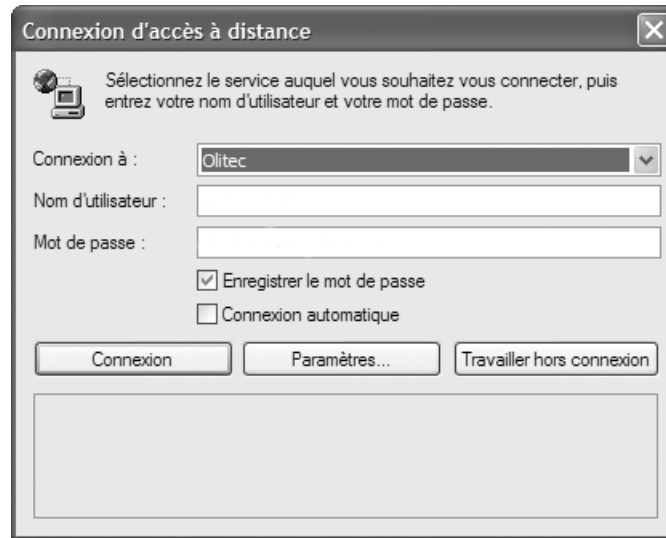 Connexion d'accès à distance
Sélectionnez le service auquel vous souhaitez vous connecter, puis
entrez votre nom d'utilisateur et votre mot de passe.
Connexion à :
Olitec
Nom d'utilisateur :
Mot de passe :
Enregistrer le mot de passe
Connexion automatique
Connexion
Paramètres...
Travailler hors connexion